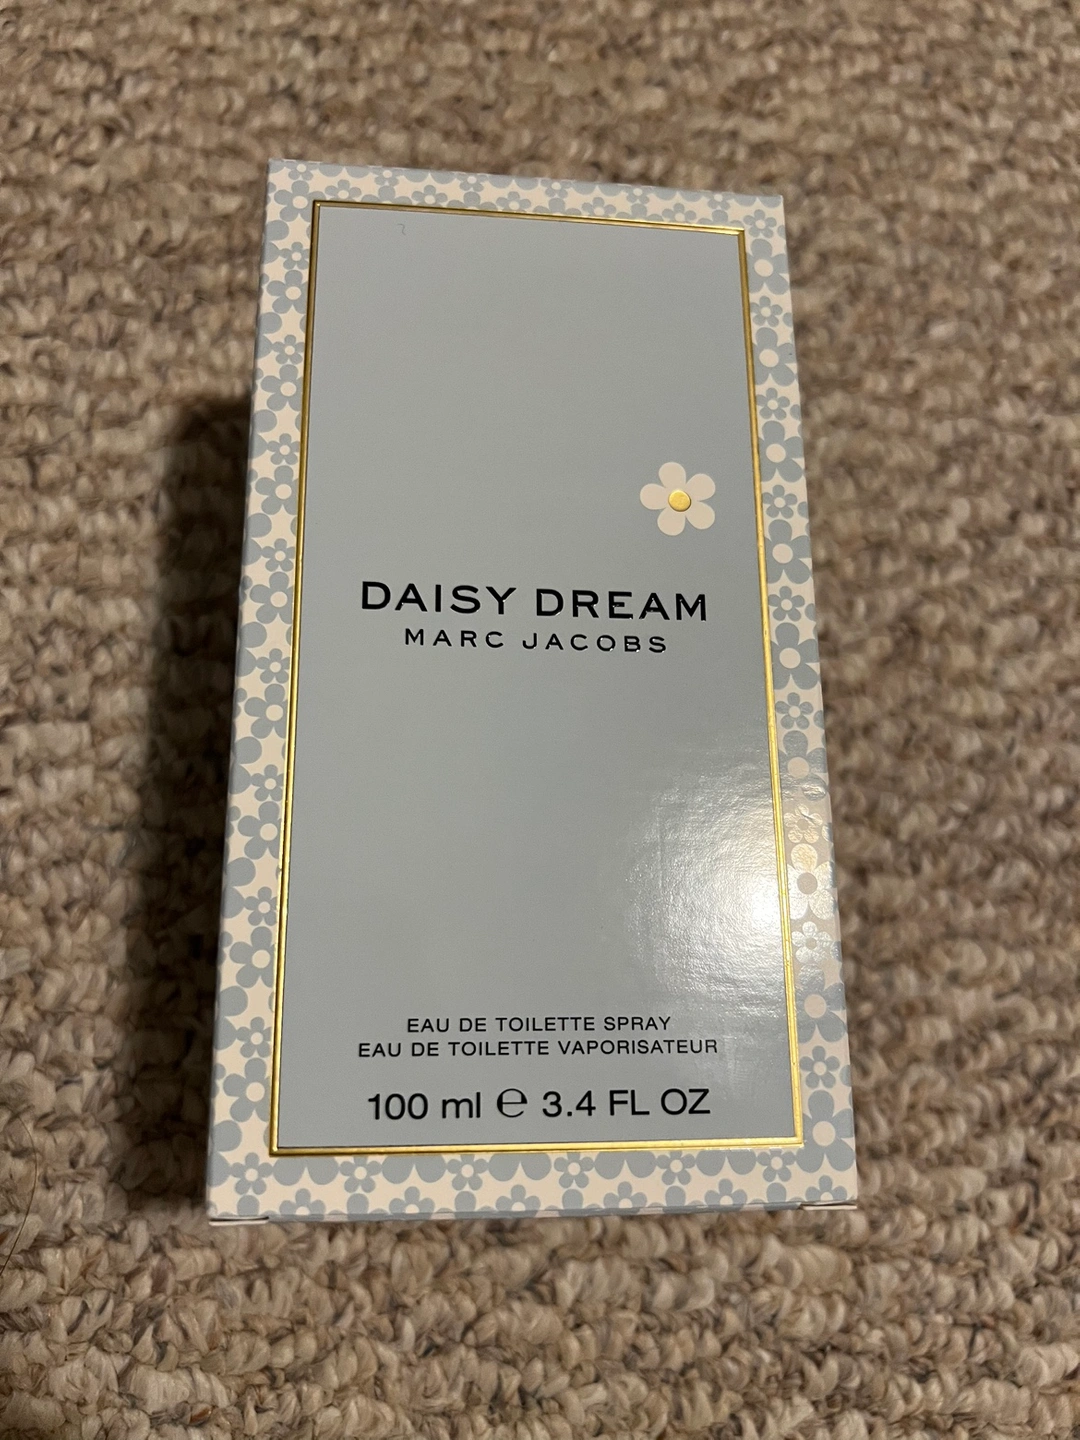 DAISY DREAM
MARC JACOBS
EAU DE TOILETTE SPRAY
EAU DE TOILETTE VAPORISATEUR
100 ml ℮ 3.4 FL OZ